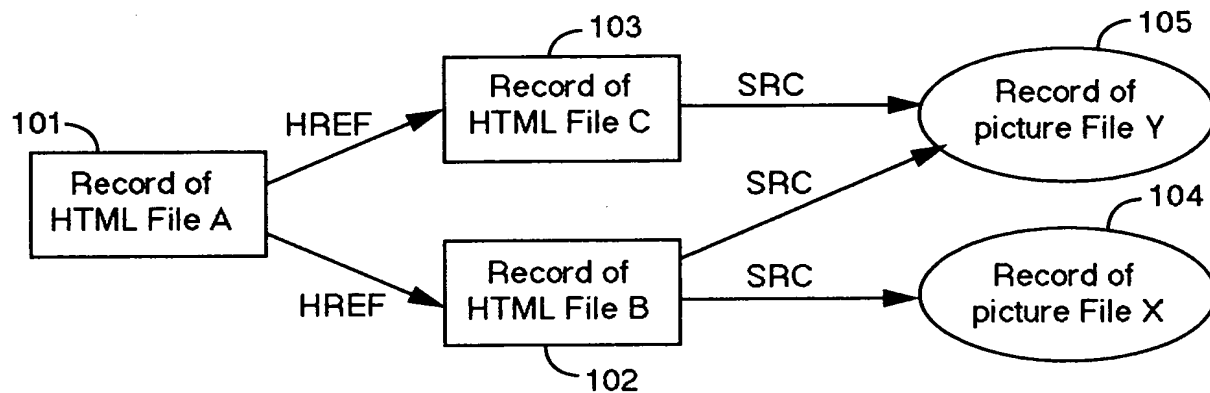 103
105
Record of
HTML File C
SRC
Record of
picture File Y
101
HREF
Record of
HTML File A
SRC
104
HREF
Record of
HTML File B
SRC
Record of
picture File X
102